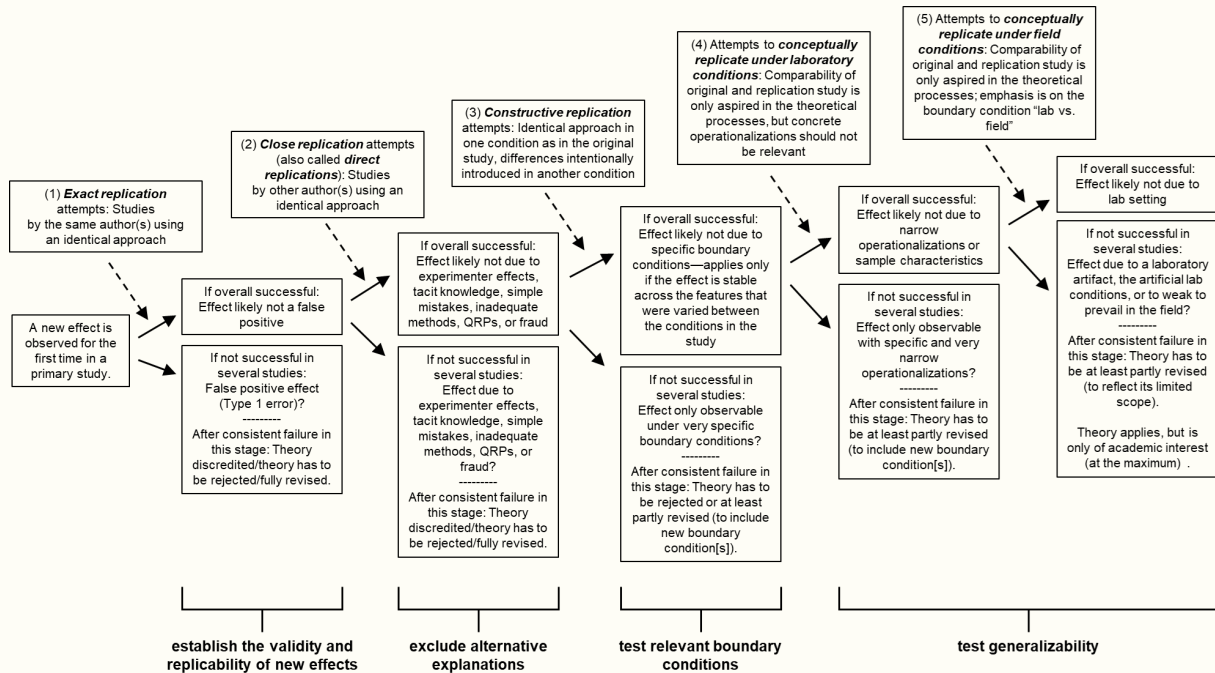 (1) Exact replication
attempts: Studies
by the same author(s) using
an identical approach
(2) Close replication attempts
(also called direct
replications): Studies
by other author(s) using an
identical approach
(3) Constructive replication
attempts: Identical approach in
one condition as in the original
study, differences intentionally
introduced in another condition
(4) Attempts to conceptually
replicate under laboratory
conditions: Comparability of
original and replication study is
only aspired in the theoretical
processes, but concrete
operationalizations should not
be relevant
(5) Attempts to conceptually
replicate under field
conditions: Comparability of
original and replication study is
only aspired in the theoretical
processes; emphasis is on the
boundary condition “lab vs.
field”
A new effect is
observed for the
first time in a
primary study.
If overall successful:
Effect likely not a false
positive
If not successful in
several studies:
False positive effect
(Type 1 error)?
---------
After consistent failure in
this stage: Theory
discredited/theory has to
be rejected/fully revised.
If overall successful:
Effect likely not due to
experimenter effects,
tacit knowledge, simple
mistakes, inadequate
methods, QRPs, or fraud
If not successful in
several studies:
Effect due to
experimenter effects,
tacit knowledge, simple
mistakes, inadequate
methods, QRPs, or
fraud?
---------
After consistent failure in
this stage: Theory
discredited/theory has to
be rejected/fully revised.
If overall successful:
Effect likely not due to
specific boundary
conditions—applies only
if the effect is stable
across the features that
were varied between
the conditions in the
study
If not successful in
several studies:
Effect only observable
under very specific
boundary conditions?
---------
After consistent failure in
this stage: Theory has to
be rejected or at least
partly revised (to include
new boundary
condition[s]).
If overall successful:
Effect likely not due to
narrow
operationalizations or
sample characteristics
If not successful in
several studies:
Effect only observable
with specific and very
narrow
operationalizations?
---------
After consistent failure in
this stage: Theory has to
be at least partly revised
(to include new boundary
condition[s]).
If overall successful:
Effect likely not due to
lab setting
If not successful in
several studies:
Effect due to a laboratory
artifact, the artificial lab
conditions, or to weak to
prevail in the field?
---------
After consistent failure in
this stage: Theory has to
be at least partly revised
(to reflect its limited
scope).
Theory applies, but is
only of academic interest
(at the maximum) .
establish the validity and
replicability of new effects
exclude alternative
explanations
test relevant boundary
conditions
test generalizability